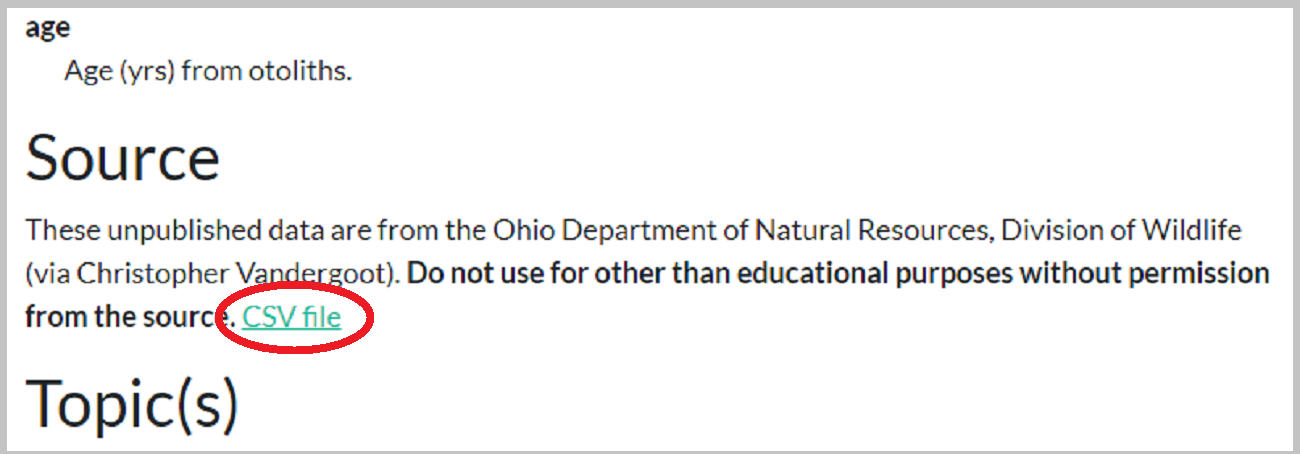 age
Age (yrs) from otoliths.
Source
These unpublished data are from the Ohio Department of Natural Resources, Division of Wildlife
(via Christopher Vandergoot). Do not use for other than educational purposes without permission
from the source. CSV file
Topic(s)